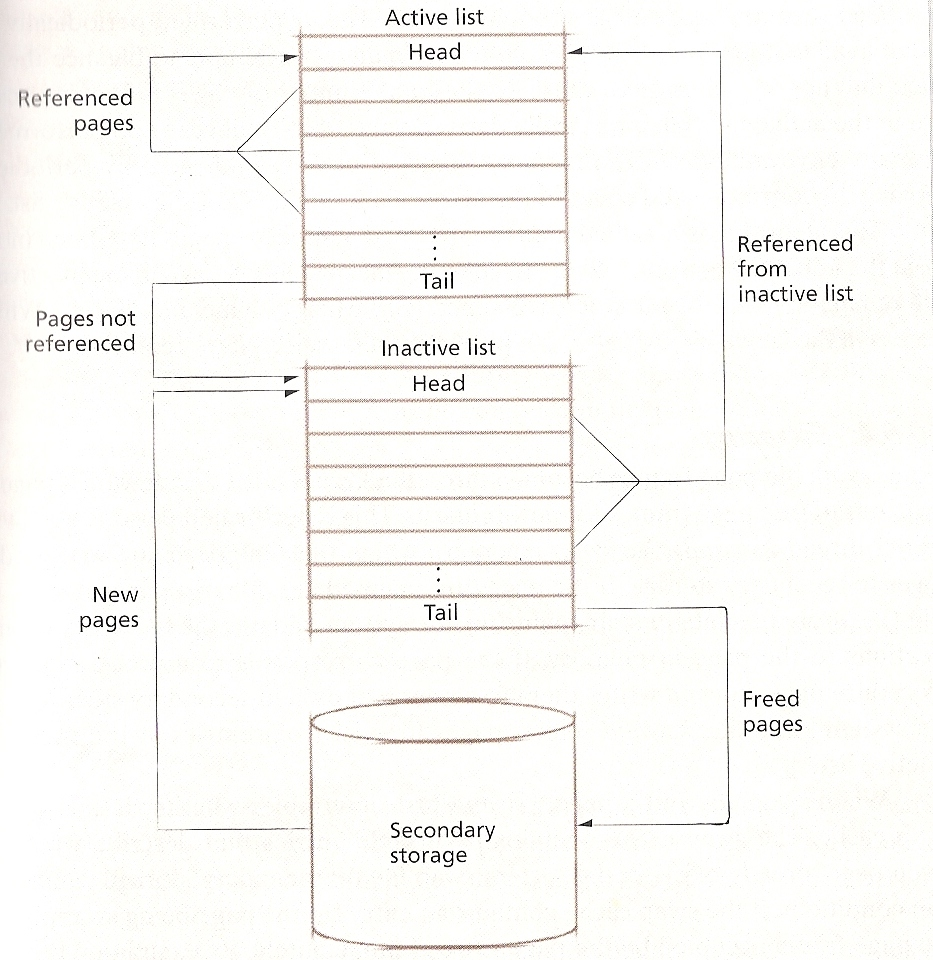 Active list
Head
Referenced
pages
Referenced
from
inactive list
Tail
Pages not
referenced
Inactive list
Head
New
pages
Tail
Freed
pages
Secondary
storage